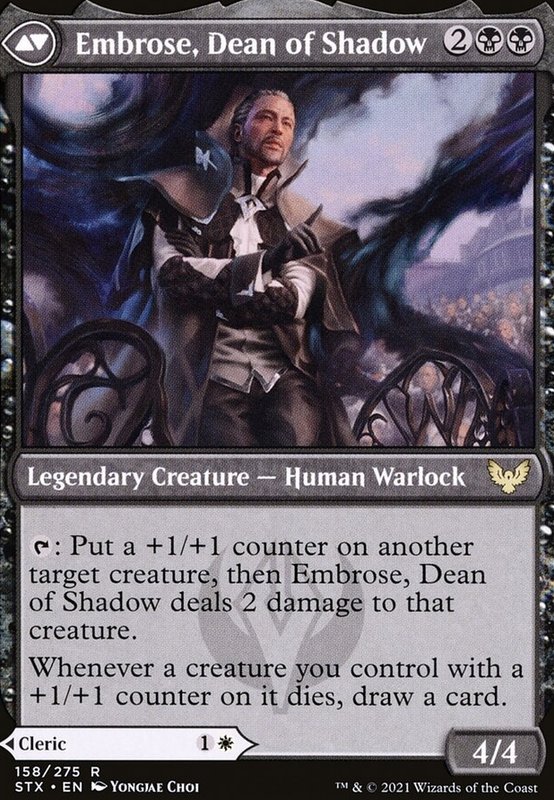 Embrose, Dean of Shadow 2
Legendary Creature — Human Warlock
: Put a +1/+1 counter on another
target creature, then Embrose, Dean
of Shadow deals 2 damage to that
creature.
Whenever a creature you control with a
+1/+1 counter on it dies, draw a card.
Cleric 1
4/4
158/275 R
STX • EN Yongjae Choi
™ & © 2021 Wizards of the Coast